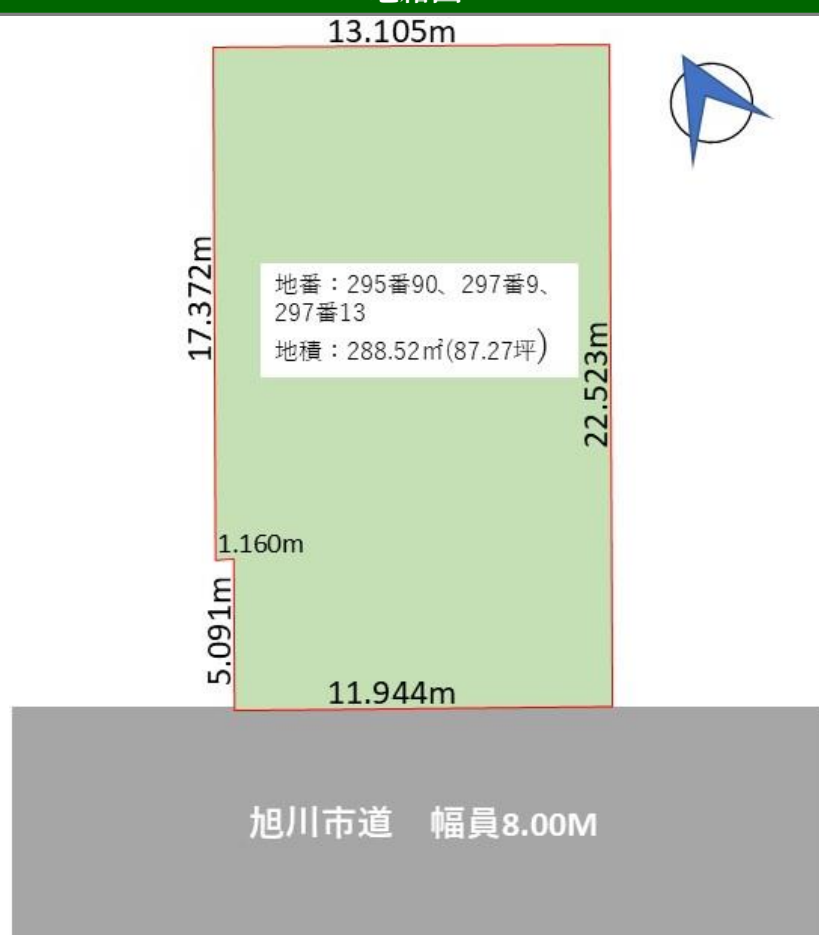 13.105m
17.372m
地番：295番90、297番9、
297番13
地積：288.52㎡(87.27坪)
22.523m
1.160m
5.091m
11.944m
旭川市道　幅員8.00M